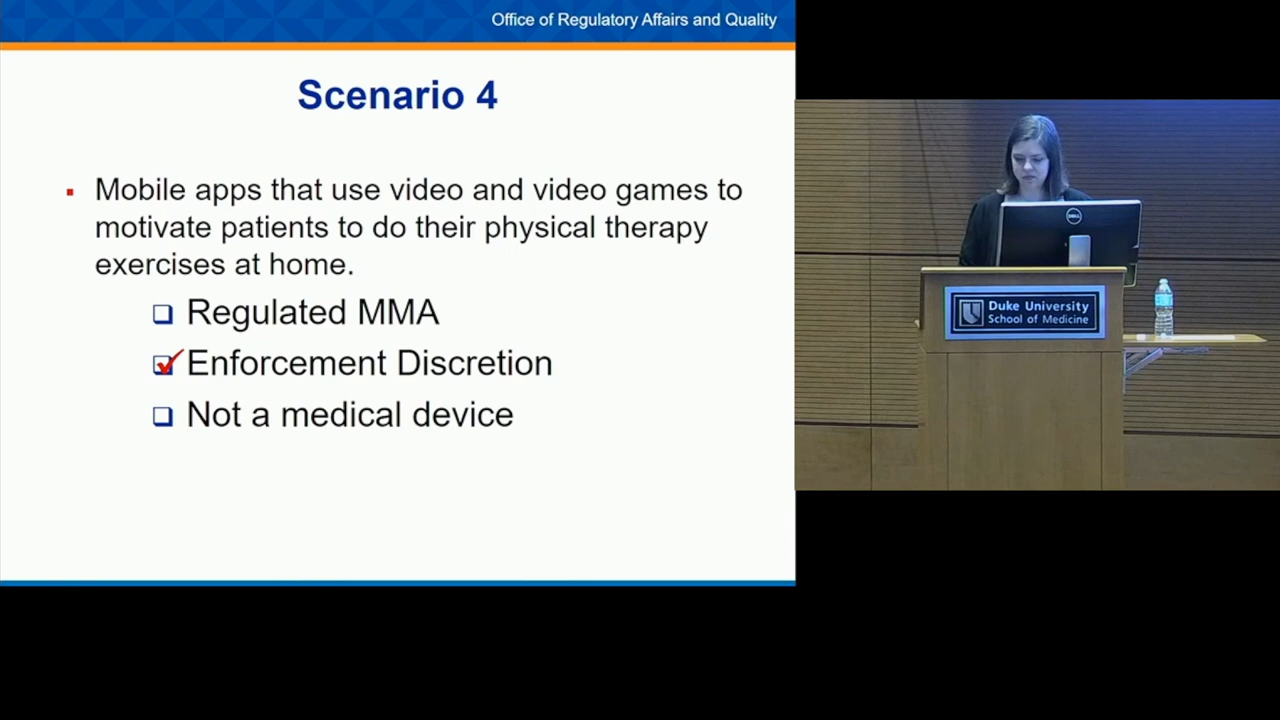 Office of Regulatory Affairs and Quality
Scenario 4
Mobile apps that use video and video games to
motivate patients to do their physical therapy
exercises at home.
Regulated MMA
Enforcement Discretion
Not a medical device
DELL
Duke University
School of Medicine